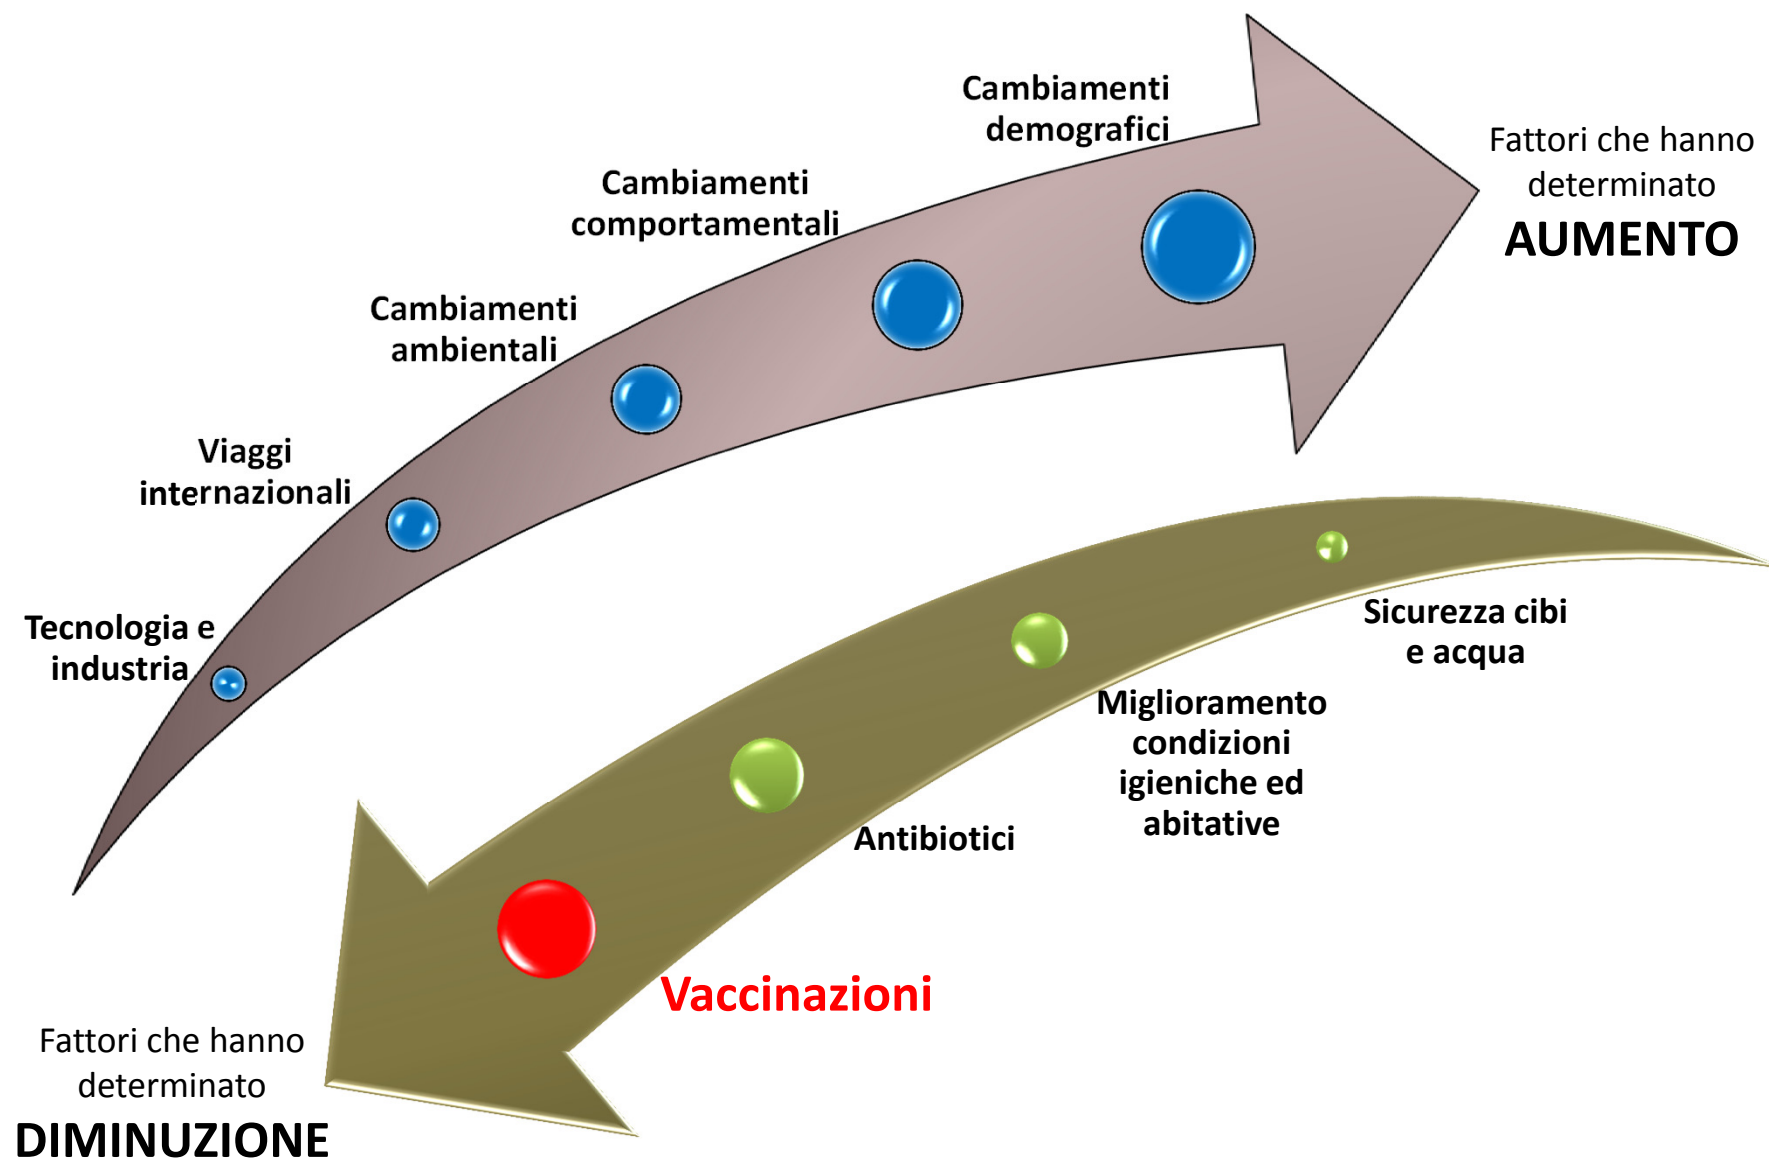 Cambiamenti
demografici
Fattori che hanno
determinato
AUMENTO
Cambiamenti
comportamentali
Cambiamenti
ambientali
Viaggi
internazionali
Tecnologia e
industria
Sicurezza cibi
e acqua
Miglioramento
condizioni
igieniche ed
abitative
Antibiotici
Vaccinazioni
Fattori che hanno
determinato
DIMINUZIONE